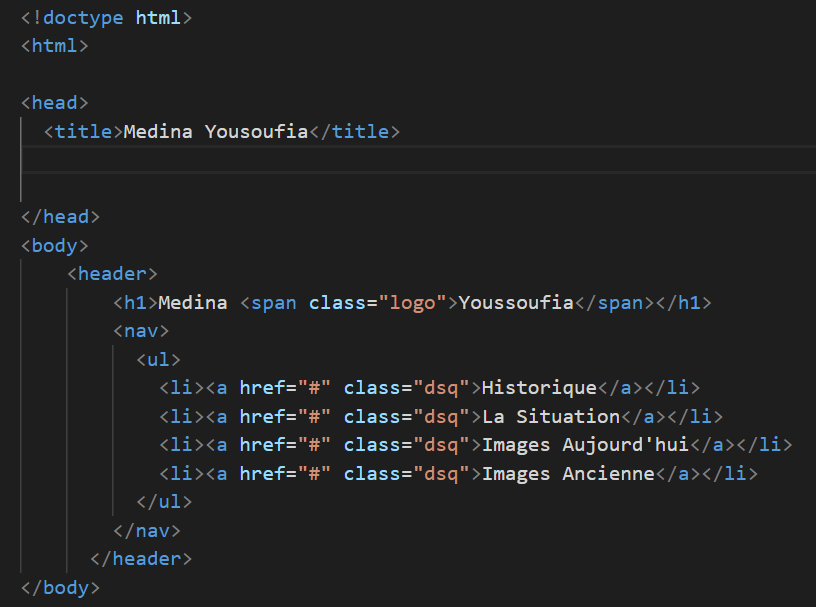 <!doctype html>
<html>
<head>
<title>Medina Yousoufia</title>
</head>
<body>
<header>
<h1>Medina <span class="logo">Youssoufia</span></h1>
<nav>
<ul>
<li><a href="#" class="dsq">Historique</a></li>
<li><a href="#" class="dsq">La Situation</a></li>
<li><a href="#" class="dsq">Images Aujourd'hui</a></li>
<li><a href="#" class="dsq">Images Ancienne</a></li>
</ul>
</nav>
</header>
</body>